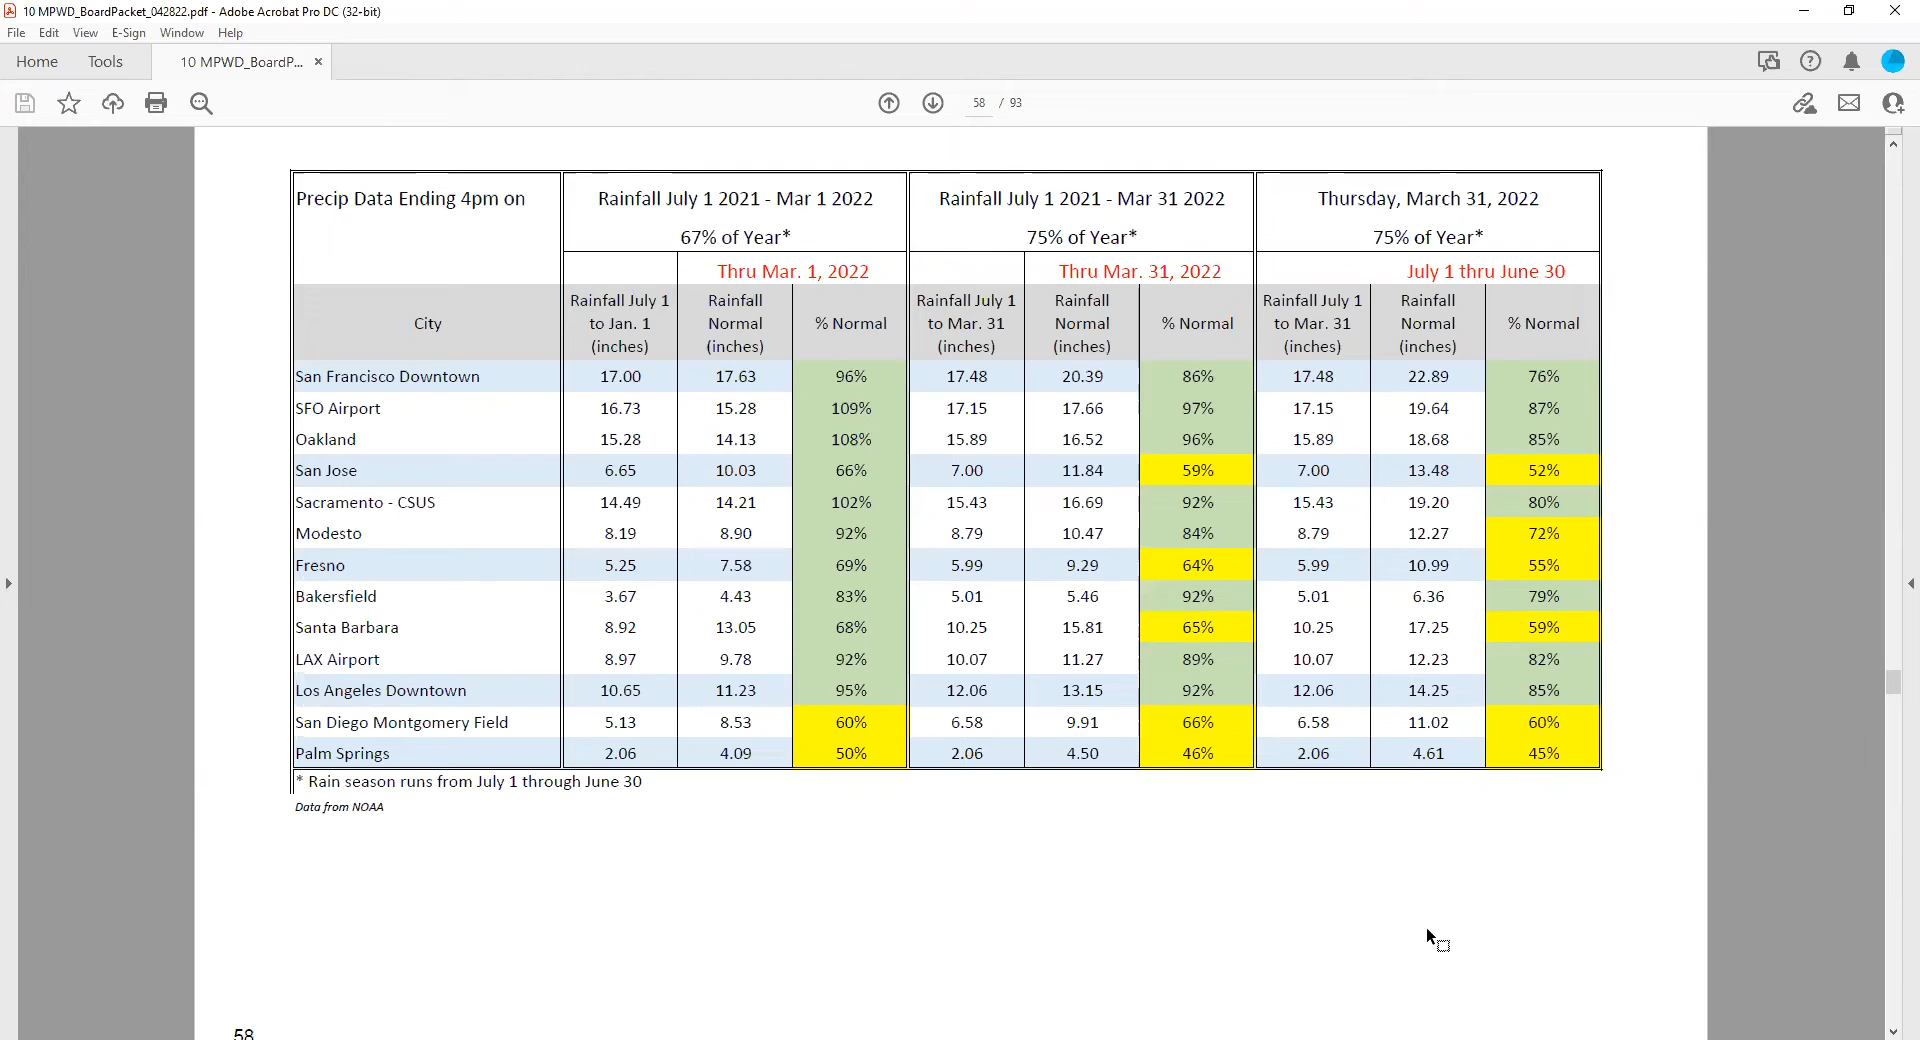 10 MPWD_BoardPacket_042822.pdf - Adobe Acrobat Pro DC (32-bit)
File Edit View E-Sign Window Help
Home Tools 10 MPWD_BoardP... ×
58 / 93
Precip Data Ending 4pm on Rainfall July 1 2021 - Mar 1 2022 Rainfall July 1 2021 - Mar 31 2022 Thursday, March 31, 2022
67% of Year* 75% of Year* 75% of Year*
Thru Mar. 1, 2022 Thru Mar. 31, 2022 July 1 thru June 30
Rainfall July 1 Rainfall Rainfall July 1 Rainfall Rainfall July 1 Rainfall
City to Jan. 1 Normal % Normal to Mar. 31 Normal % Normal to Mar. 31 Normal % Normal
(inches) (inches) (inches) (inches) (inches) (inches)
San Francisco Downtown 17.00 17.63 96% 17.48 20.39 86% 17.48 22.89 76%
SFO Airport 16.73 15.28 109% 17.15 17.66 97% 17.15 19.64 87%
Oakland 15.28 14.13 108% 15.89 16.52 96% 15.89 18.68 85%
San Jose 6.65 10.03 66% 7.00 11.84 59% 7.00 13.48 52%
Sacramento - CSUS 14.49 14.21 102% 15.43 16.69 92% 15.43 19.20 80%
Modesto 8.19 8.90 92% 8.79 10.47 84% 8.79 12.27 72%
Fresno 5.25 7.58 69% 5.99 9.29 64% 5.99 10.99 55%
Bakersfield 3.67 4.43 83% 5.01 5.46 92% 5.01 6.36 79%
Santa Barbara 8.92 13.05 68% 10.25 15.81 65% 10.25 17.25 59%
LAX Airport 8.97 9.78 92% 10.07 11.27 89% 10.07 12.23 82%
Los Angeles Downtown 10.65 11.23 95% 12.06 13.15 92% 12.06 14.25 85%
San Diego Montgomery Field 5.13 8.53 60% 6.58 9.91 66% 6.58 11.02 60%
Palm Springs 2.06 4.09 50% 2.06 4.50 46% 2.06 4.61 45%
* Rain season runs from July 1 through June 30
Data from NOAA
58